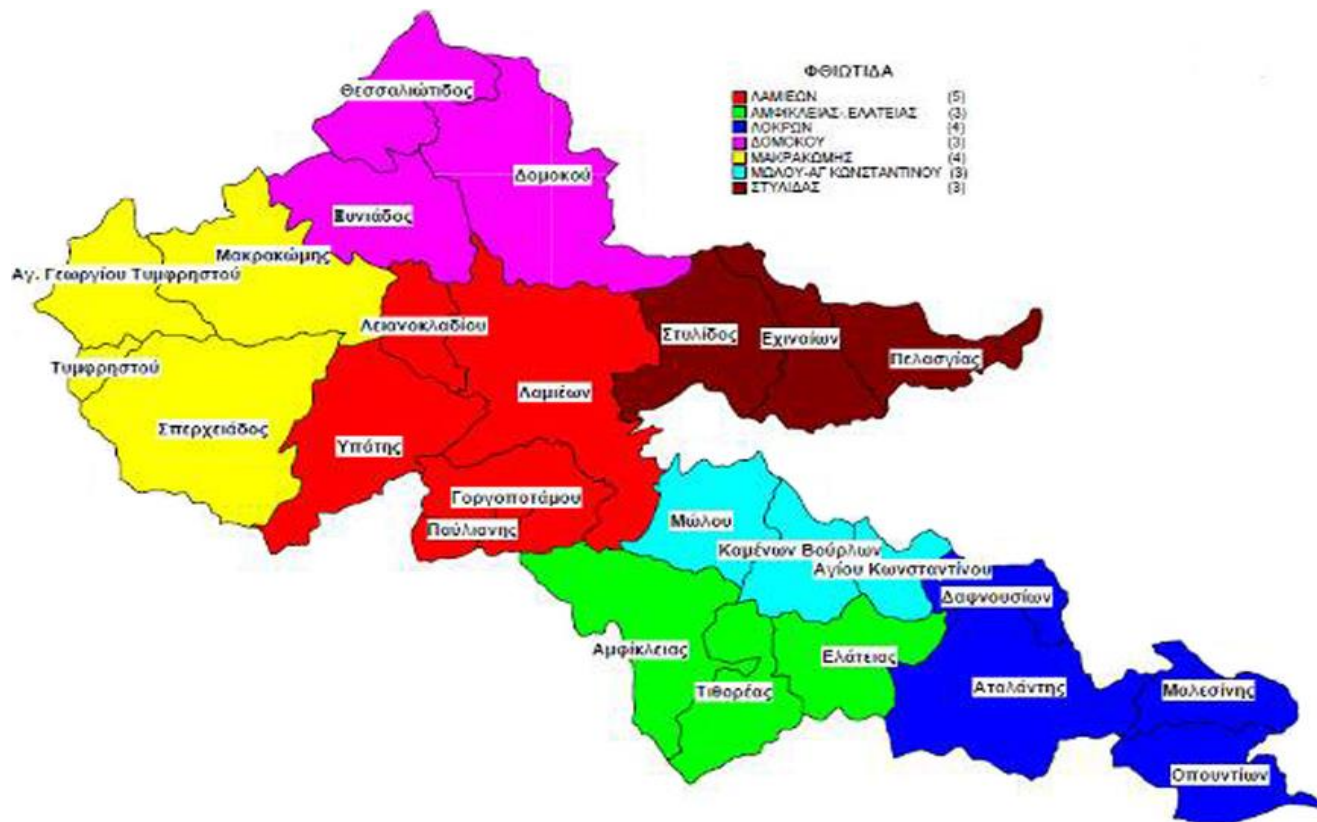 ΦΘΙΩΤΙΔΑ
ΛΑΜΙΕΩΝ (5)
ΑΜΦΙΚΛΕΙΑΣ-ΕΛΑΤΕΙΑΣ (3)
ΛΟΚΡΩΝ (4)
ΔΟΜΟΚΟΥ (3)
ΜΑΚΡΑΚΩΜΗΣ (4)
ΜΩΛΟΥ-ΑΓ ΚΩΝΣΤΑΝΤΙΝΟΥ (3)
ΣΤΥΛΙΔΑΣ (3)
Θεσσαλιώτιδος
Δομοκού
Ξυνιάδος
Μακρακώμης
Αγ. Γεωργίου Τυμφρηστού
Λειανοκλαδίου
Στυλίδος
Εχιναίων
Πελασγίας
Τυμφρηστού
Λαμιέων
Σπερχειάδος
Υπάτης
Γοργοποτάμου
Παύλιανης
Μώλου
Καμένων Βούρλων
Αγίου Κωνσταντίνου
Δαφνουσίων
Αμφίκλειας
Ελάτειας
Τιθορέας
Αταλάντης
Μαλεσίνης
Οπουντίων